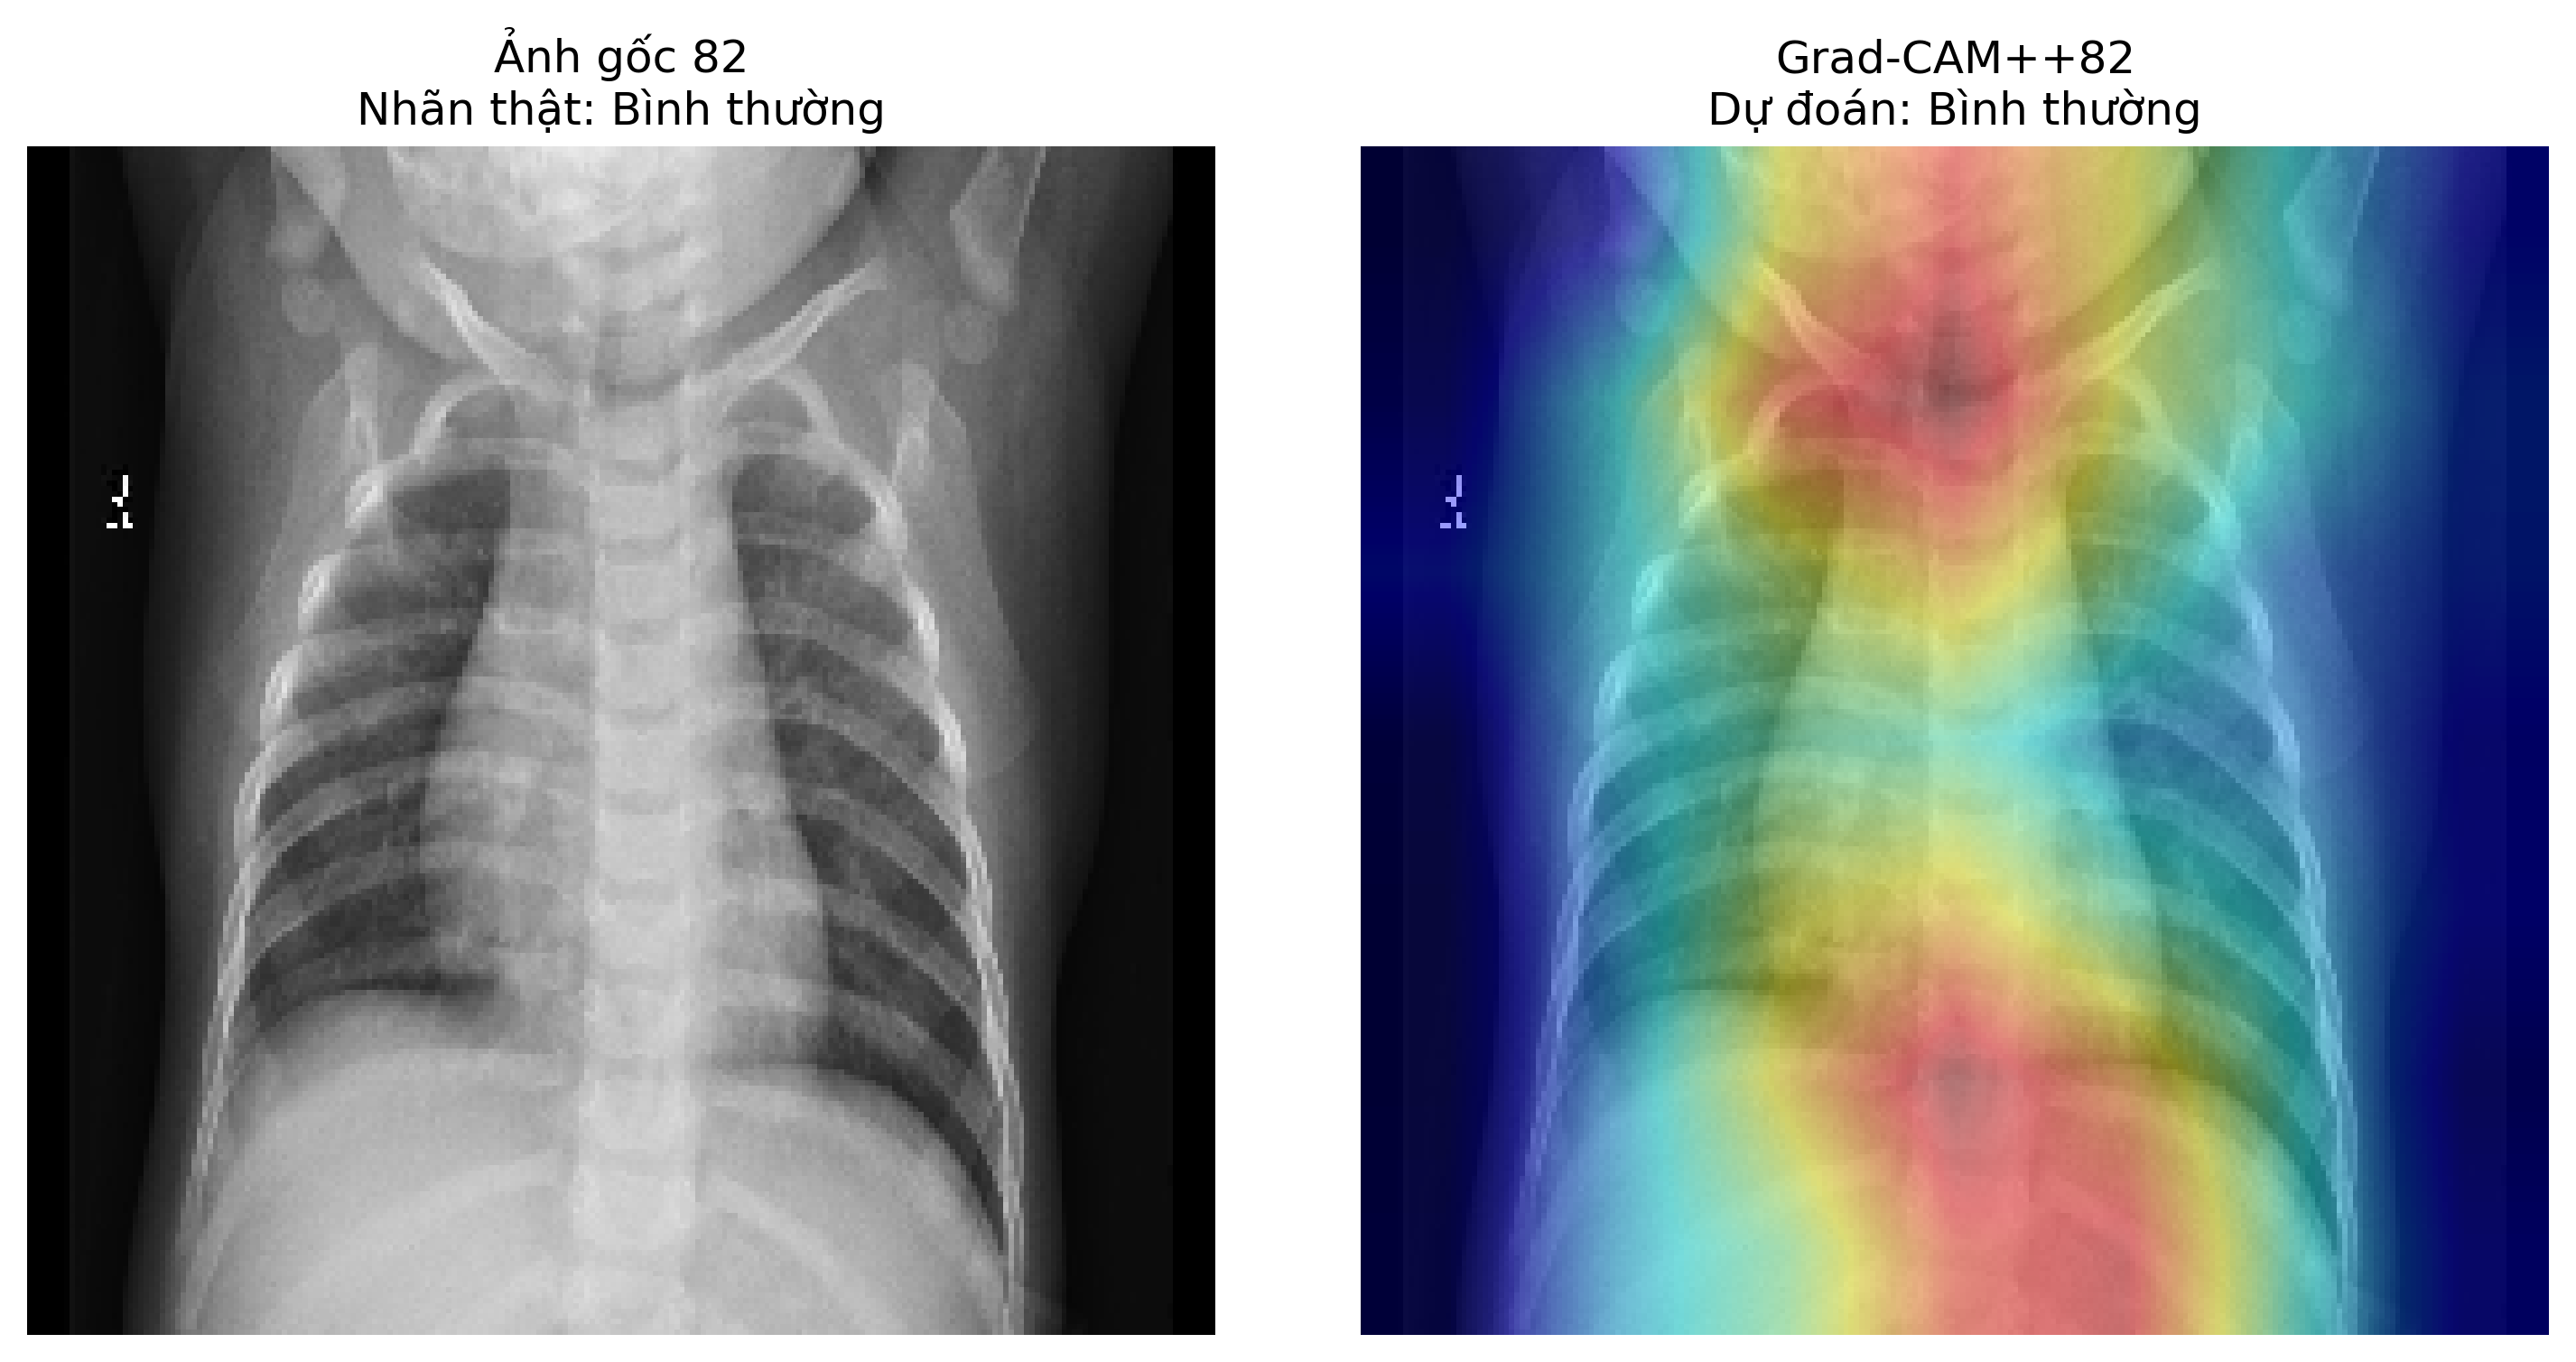 Ảnh gốc 82
Nhãn thật: Bình thường
Grad-CAM++82
Dự đoán: Bình thường